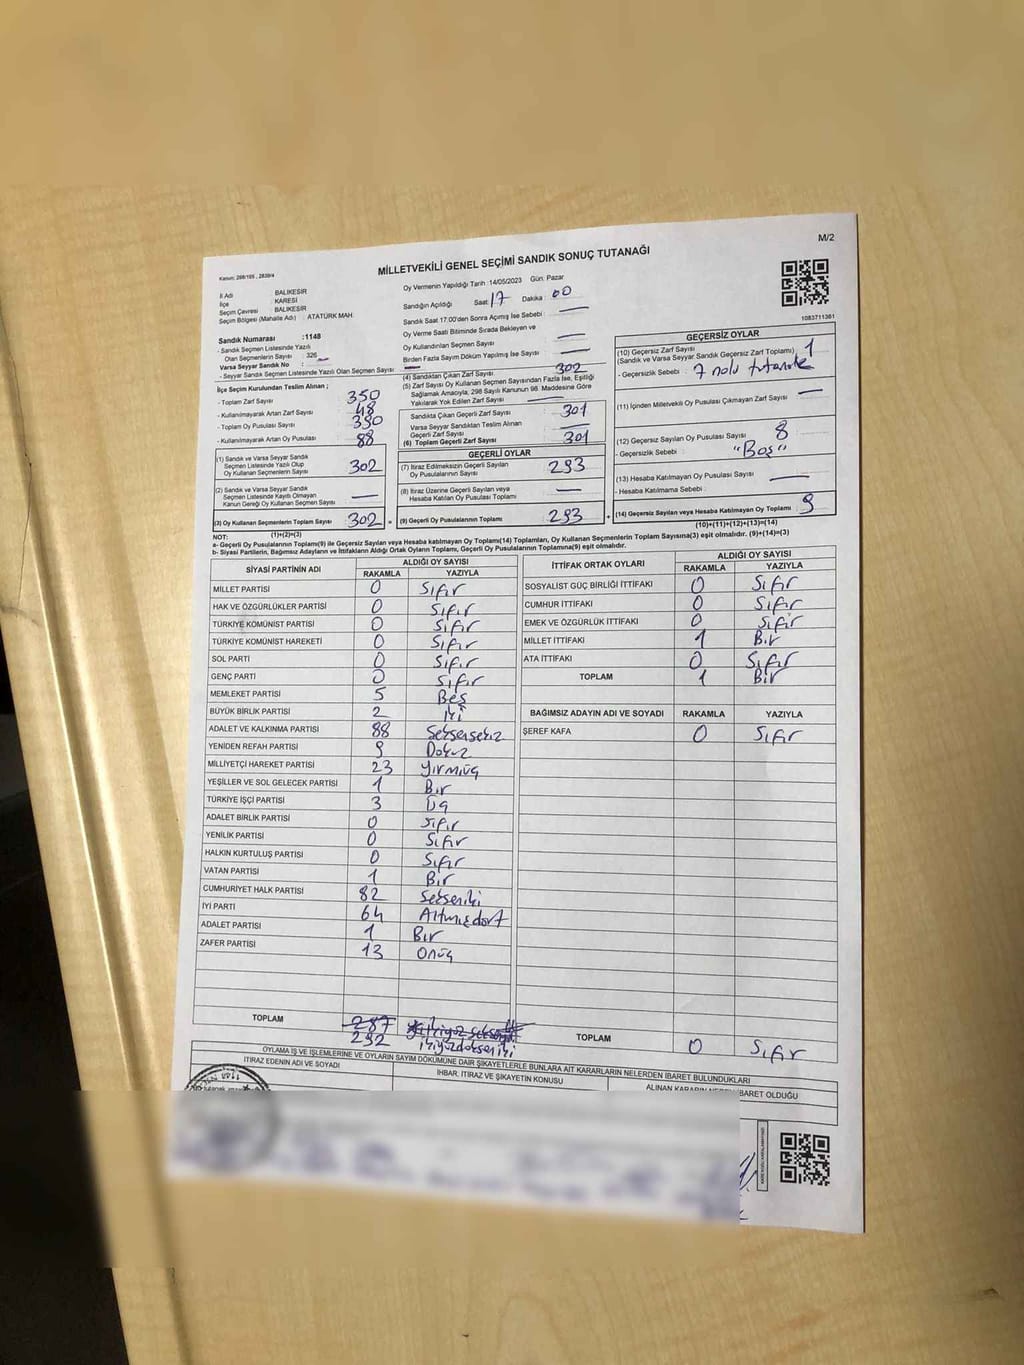 M/2
Kanun: 298/105 , 2839/4
MİLLETVEKİLİ GENEL SEÇİMİ SANDIK SONUÇ TUTANAĞI
İl Adı : BALIKESİR
İlçe : KARESİ
Seçim Çevresi : BALIKESİR
Seçim Bölgesi (Mahalle Adı) : ATATÜRK MAH.
Sandık Numarası : 1148
- Sandık Seçmen Listesinde Yazılı
Olan Seçmenlerin Sayısı : 326
Varsa Seyyar Sandık No :
- Seyyar Sandık Seçmen Listesinde Yazılı Olan Seçmen Sayısı
İlçe Seçim Kurulundan Teslim Alınan ;
- Toplam Zarf Sayısı 350
- Kullanılmayarak Artan Zarf Sayısı 48
- Toplam Oy Pusulası Sayısı
- Kullanılmayarak Artan Oy Pusulası 88
(1) Sandık ve Varsa Seyyar Sandık
Seçmen Listesinde Yazılı Olup
Oy Kullanan Seçmenlerin Sayısı 302
(2) Sandık ve Varsa Seyyar Sandık
Seçmen Listesinde Kayıtlı Olmayan
Kanun Gereği Oy Kullanan Seçmen Sayısı —
(3) Oy Kullanan Seçmenlerin Toplam Sayısı 302 =
(1)+(2)=(3)
Oy Vermenin Yapıldığı Tarih : 14/05/2023 Gün: Pazar
Sandığın Açıldığı Saat : 17 Dakika : 00
Sandık Saat 17:00'den Sonra Açılmış İse Sebebi : —
Oy Verme Saati Bitiminde Sırada Bekleyen ve
Oy Kullandırılan Seçmen Sayısı —
Birden Fazla Sayım Dökümü Yapılmış İse Sayısı —
(4) Sandıktan Çıkan Zarf Sayısı 302
(5) Zarf Sayısı Oy Kullanan Seçmen Sayısından Fazla İse, Eşitliği
Sağlamak Amacıyla, 298 Sayılı Kanunun 98. Maddesine Göre
Yakılarak Yok Edilen Zarf Sayısı —
Sandıkta Çıkan Geçerli Zarf Sayısı 301
Varsa Seyyar Sandıktan Teslim Alınan
Geçerli Zarf Sayısı —
(6) Toplam Geçerli Zarf Sayısı 301
GEÇERLİ OYLAR
(7) İtiraz Edilmeksizin Geçerli Sayılan
Oy Pusulalarının Sayısı 293
(8) İtiraz Üzerine Geçerli Sayılan veya
Hesaba Katılan Oy Pusulası Toplamı —
(9) Geçerli Oy Pusulalarının Toplamı 293 +
1083711361
GEÇERSİZ OYLAR
(10) Geçersiz Zarf Sayısı
(Sandık ve Varsa Seyyar Sandık Geçersiz Zarf Toplamı) 1
- Geçersizlik Sebebi : 7 nolu tutanak
(11) İçinden Milletvekili Oy Pusulası Çıkmayan Zarf Sayısı —
(12) Geçersiz Sayılan Oy Pusulası Sayısı 8
- Geçersizlik Sebebi : "Boş"
(13) Hesaba Katılmayan Oy Pusulası Sayısı —
- Hesaba Katılmama Sebebi :
(14) Geçersiz Sayılan veya Hesaba Katılmayan Oy Toplamı 9
(10)+(11)+(12)+(13)=(14)
NOT:
a- Geçerli Oy Pusulalarının Toplamı(9) ile Geçersiz Sayılan veya Hesaba Katılmayan Oy Toplamı(14) Toplamları, Oy Kullanan Seçmenlerin Toplam Sayısına(3) eşit olmalıdır. (9)+(14)=(3)
b- Siyasi Partilerin, Bağımsız Adayların ve İttifakların Aldığı Ortak Oyların Toplamı, Geçerli Oy Pusulalarının Toplamına(9) eşit olmalıdır.
SİYASİ PARTİNİN ADI ALDIĞI OY SAYISI
RAKAMLA YAZIYLA
MİLLET PARTİSİ 0 Sıfır
HAK VE ÖZGÜRLÜKLER PARTİSİ 0 Sıfır
TÜRKİYE KOMÜNİST PARTİSİ 0 Sıfır
TÜRKİYE KOMÜNİST HAREKETİ 0 Sıfır
SOL PARTİ 0 Sıfır
GENÇ PARTİ 0 Sıfır
MEMLEKET PARTİSİ 5 Beş
BÜYÜK BİRLİK PARTİSİ 2 İki
ADALET VE KALKINMA PARTİSİ 88 Seksensekiz
YENİDEN REFAH PARTİSİ 9 Dokuz
MİLLİYETÇİ HAREKET PARTİSİ 23 Yirmiüç
YEŞİLLER VE SOL GELECEK PARTİSİ 1 Bir
TÜRKİYE İŞÇİ PARTİSİ 3 Üç
ADALET BİRLİK PARTİSİ 0 Sıfır
YENİLİK PARTİSİ 0 Sıfır
HALKIN KURTULUŞ PARTİSİ 0 Sıfır
VATAN PARTİSİ 1 Bir
CUMHURİYET HALK PARTİSİ 82 Sekseniki
İYİ PARTİ 64 Altmışdört
ADALET PARTİSİ 1 Bir
ZAFER PARTİSİ 13 Onüç
TOPLAM 287
292 ikiyüzdoksaniki
İTTİFAK ORTAK OYLARI ALDIĞI OY SAYISI
RAKAMLA YAZIYLA
SOSYALİST GÜÇ BİRLİĞİ İTTİFAKI 0 Sıfır
CUMHUR İTTİFAKI 0 Sıfır
EMEK VE ÖZGÜRLÜK İTTİFAKI 0 Sıfır
MİLLET İTTİFAKI 1 Bir
ATA İTTİFAKI 0 Sıfır
TOPLAM 1 Bir
BAĞIMSIZ ADAYIN ADI VE SOYADI RAKAMLA YAZIYLA
ŞEREF KAFA 0 Sıfır
TOPLAM 0 Sıfır
OYLAMA İŞ VE İŞLEMLERİNE VE OYLARIN SAYIM DÖKÜMÜNE DAİR ŞİKAYETLERLE BUNLARA AİT KARARLARIN NELERDEN İBARET BULUNDUKLARI
İTİRAZ EDENİN ADI VE SOYADI
İHBAR, İTİRAZ VE ŞİKAYETİN KONUSU
ALINAN KARARIN NEDEN İBARET OLDUĞU